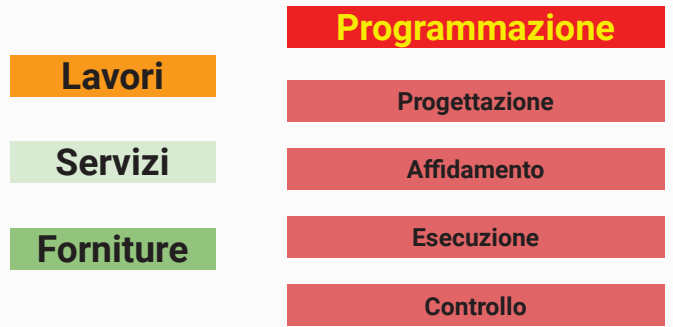 Lavori
Servizi
Forniture
Programmazione
Progettazione
Affidamento
Esecuzione
Controllo